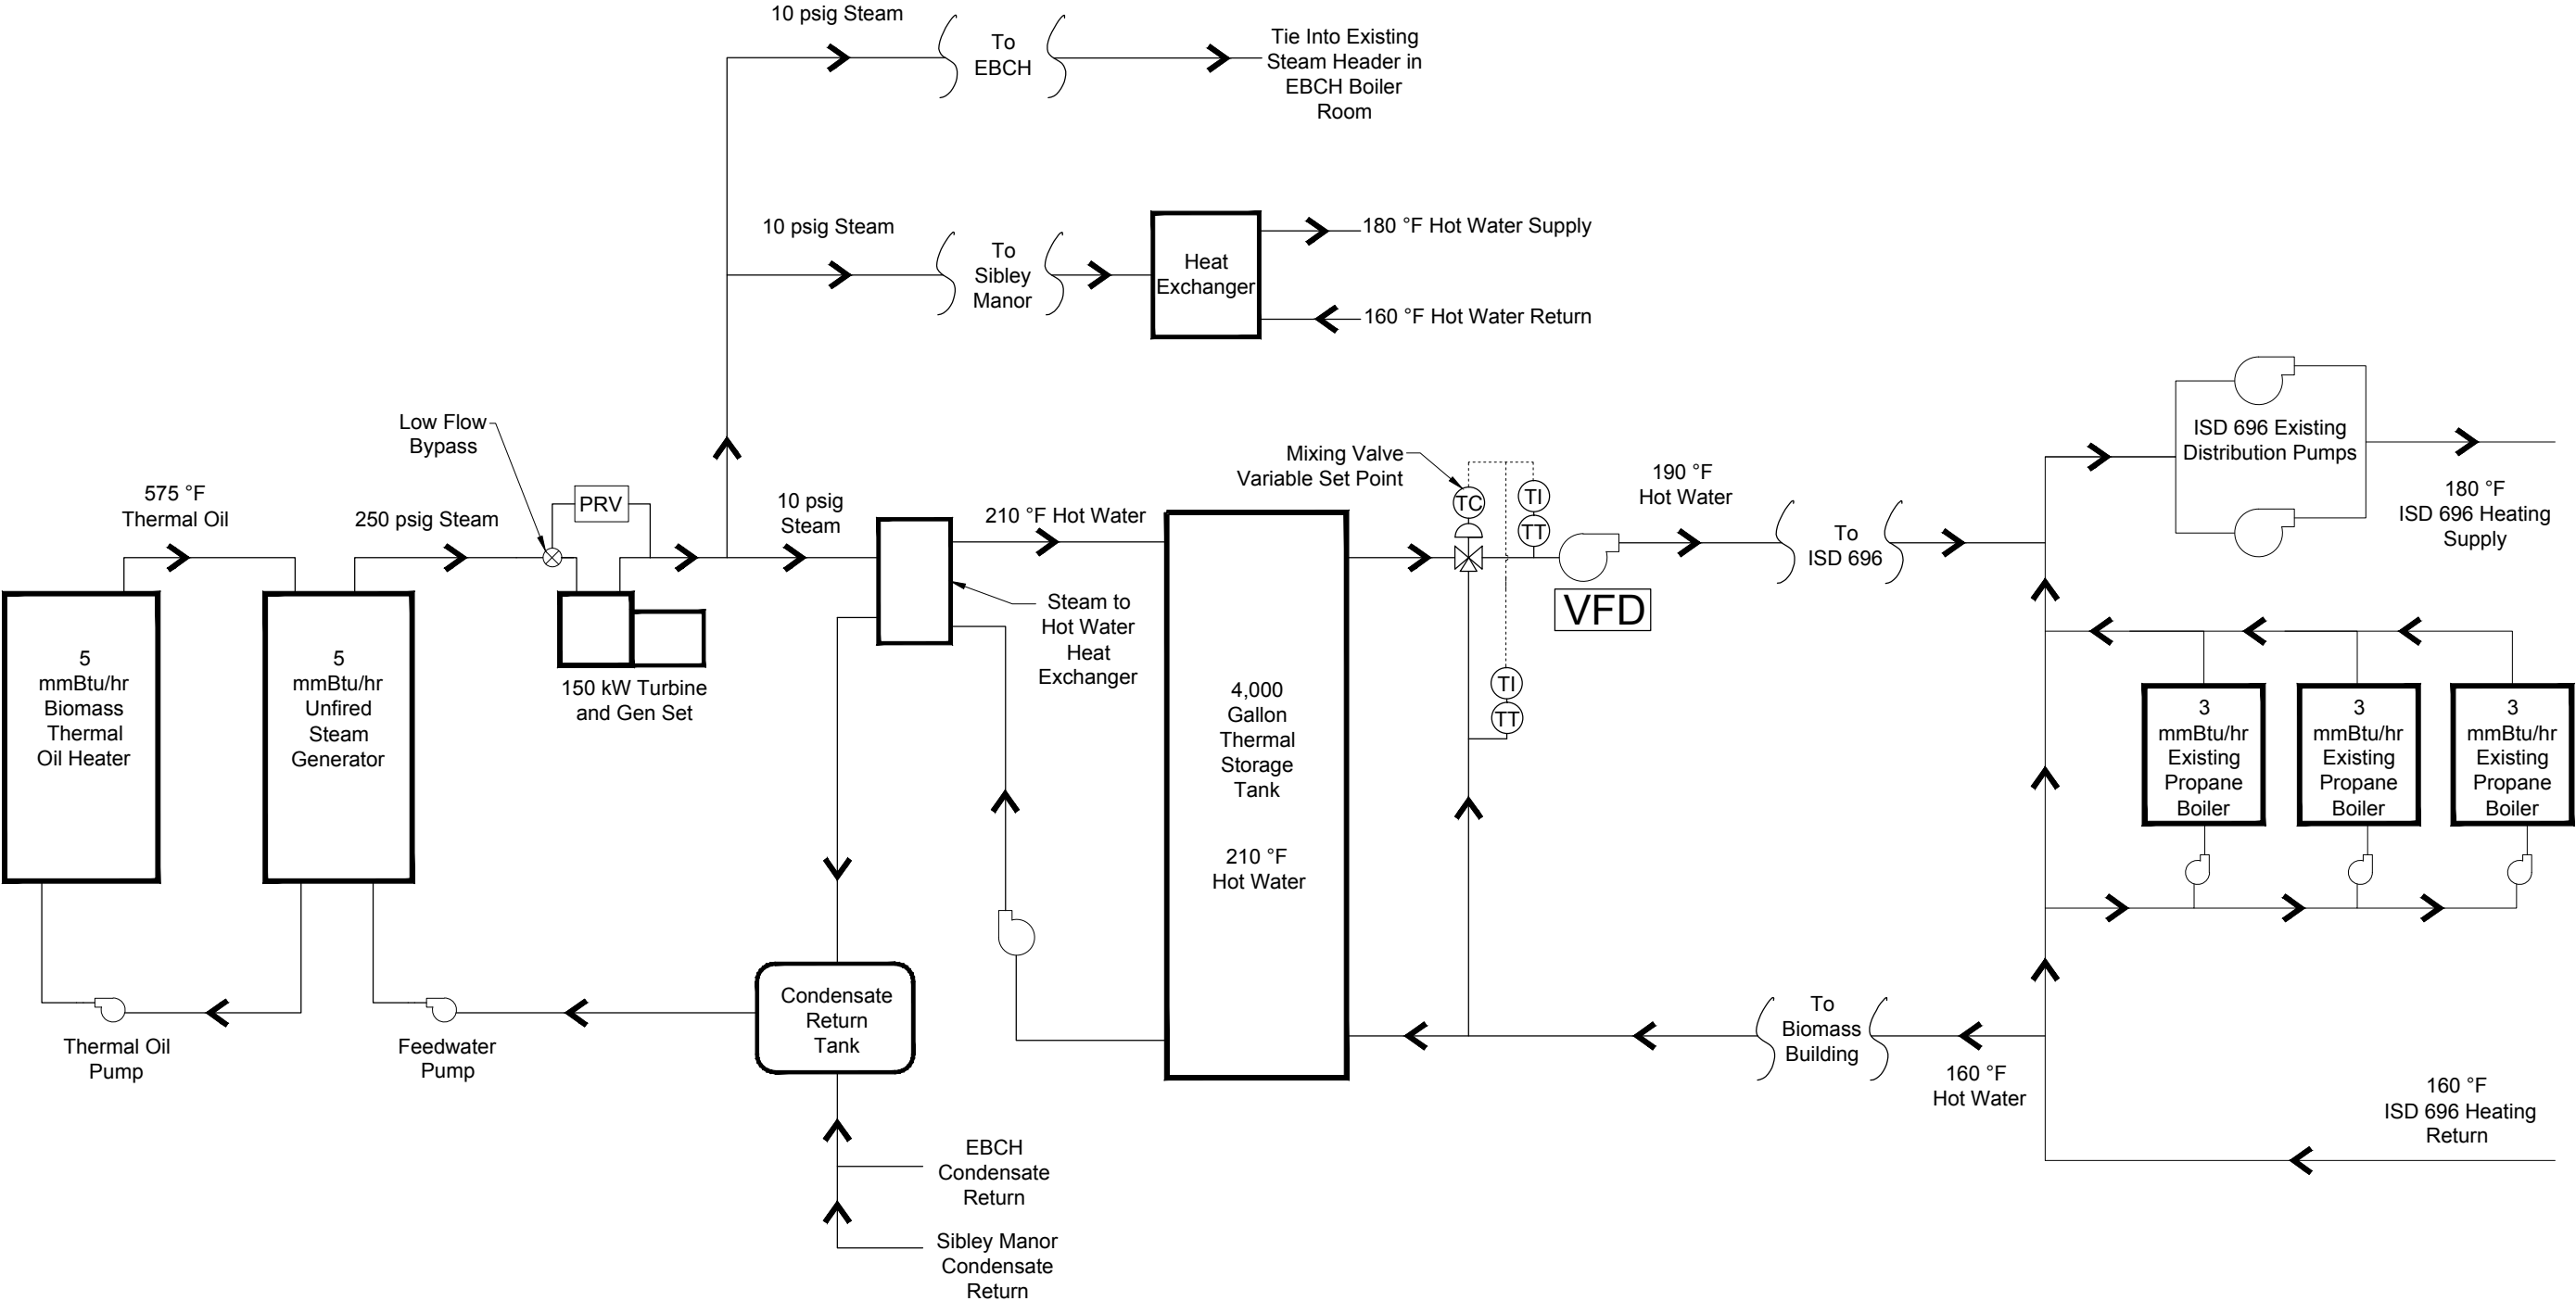 10 psig Steam
To
EBCH
Tie Into Existing
Steam Header in
EBCH Boiler
Room
10 psig Steam
To
Sibley
Manor
Heat
Exchanger
180 °F Hot Water Supply
160 °F Hot Water Return
Low Flow
Bypass
PRV
575 °F
Thermal Oil
250 psig Steam
10 psig
Steam
210 °F Hot Water
Mixing Valve
Variable Set Point
TC
TI
TT
190 °F
Hot Water
To
ISD 696
ISD 696 Existing
Distribution Pumps
180 °F
ISD 696 Heating
Supply
5
mmBtu/hr
Biomass
Thermal
Oil Heater
5
mmBtu/hr
Unfired
Steam
Generator
150 kW Turbine
and Gen Set
Steam to
Hot Water
Heat
Exchanger
4,000
Gallon
Thermal
Storage
Tank
210 °F
Hot Water
VFD
TI
TT
3
mmBtu/hr
Existing
Propane
Boiler
3
mmBtu/hr
Existing
Propane
Boiler
3
mmBtu/hr
Existing
Propane
Boiler
Thermal Oil
Pump
Feedwater
Pump
Condensate
Return
Tank
To
Biomass
Building
160 °F
Hot Water
160 °F
ISD 696 Heating
Return
EBCH
Condensate
Return
Sibley Manor
Condensate
Return